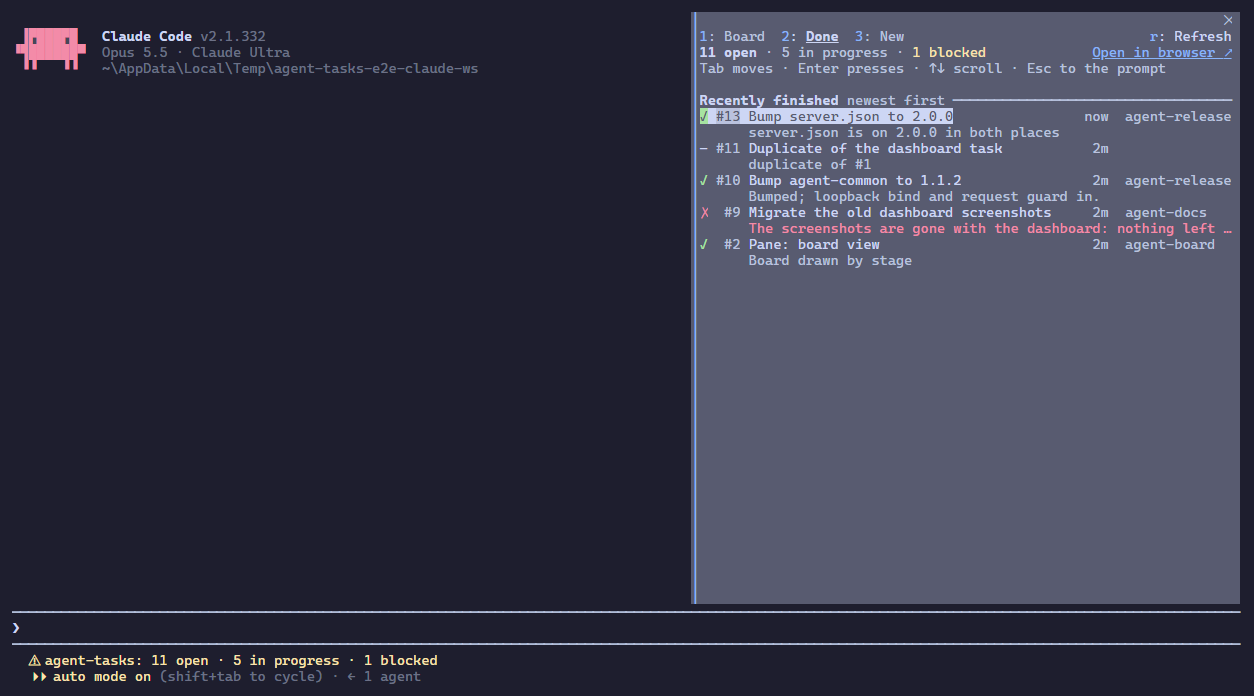 Claude Code v2.1.332
Opus 5.5 · Claude Ultra
~\AppData\Local\Temp\agent-tasks-e2e-claude-ws
×
1: Board 2: Done 3: New r: Refresh
11 open · 5 in progress · 1 blocked Open in browser ↗
Tab moves · Enter presses · ↑↓ scroll · Esc to the prompt
Recently finished newest first
✓ #13 Bump server.json to 2.0.0 now agent-release
server.json is on 2.0.0 in both places
– #11 Duplicate of the dashboard task 2m
duplicate of #1
✓ #10 Bump agent-common to 1.1.2 2m agent-release
Bumped; loopback bind and request guard in.
✗ #9 Migrate the old dashboard screenshots 2m agent-docs
The screenshots are gone with the dashboard: nothing left …
✓ #2 Pane: board view 2m agent-board
Board drawn by stage
❯
⚠ agent-tasks: 11 open · 5 in progress · 1 blocked
⏵⏵ auto mode on (shift+tab to cycle) · ← 1 agent